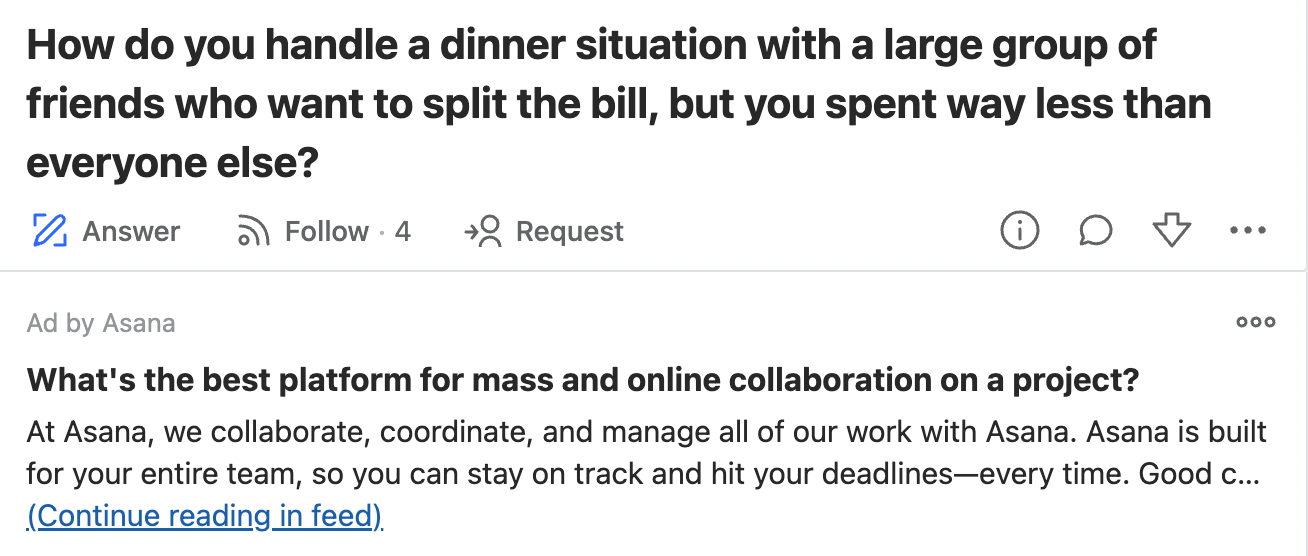 How do you handle a dinner situation with a large group of
friends who want to split the bill, but you spent way less than
everyone else?
Answer Follow · 4 Request
Ad by Asana
What's the best platform for mass and online collaboration on a project?
At Asana, we collaborate, coordinate, and manage all of our work with Asana. Asana is built
for your entire team, so you can stay on track and hit your deadlines—every time. Good c...
(Continue reading in feed)